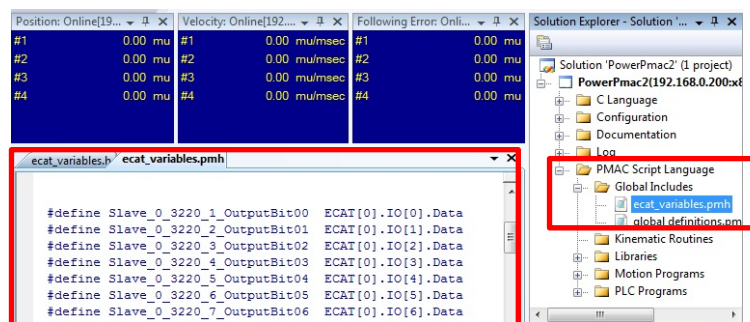 Position: Online[19...
#1 0.00 mu
#2 0.00 mu
#3 0.00 mu
#4 0.00 mu
Velocity: Online[192....
#1 0.00 mu/msec
#2 0.00 mu/msec
#3 0.00 mu/msec
#4 0.00 mu/msec
Following Error: Onli...
#1 0.00 mu
#2 0.00 mu
#3 0.00 mu
#4 0.00 mu
ecat_variables.h
ecat_variables.pmh
#define Slave_0_3220_1_OutputBit00 ECAT[0].IO[0].Data
#define Slave_0_3220_2_OutputBit01 ECAT[0].IO[1].Data
#define Slave_0_3220_3_OutputBit02 ECAT[0].IO[2].Data
#define Slave_0_3220_4_OutputBit03 ECAT[0].IO[3].Data
#define Slave_0_3220_5_OutputBit04 ECAT[0].IO[4].Data
#define Slave_0_3220_6_OutputBit05 ECAT[0].IO[5].Data
#define Slave_0_3220_7_OutputBit06 ECAT[0].IO[6].Data
Solution Explorer - Solution '...
Solution 'PowerPmac2' (1 project)
PowerPmac2(192.168.0.200:x8
C Language
Configuration
Documentation
Log
PMAC Script Language
Global Includes
ecat_variables.pmh
global definitions.pm
Kinematic Routines
Libraries
Motion Programs
PLC Programs